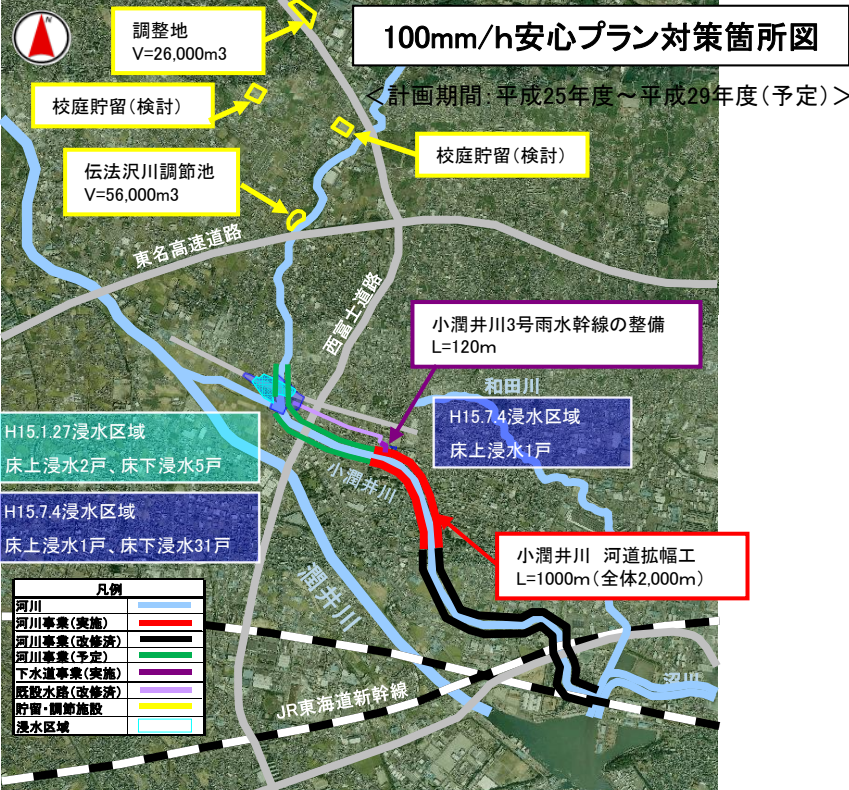 100mm/h安心プラン対策箇所図
＜計画期間:平成25年度～平成29年度(予定)＞
N
調整地
V=26,000m3
校庭貯留(検討)
校庭貯留(検討)
伝法沢川調節池
V=56,000m3
東名高速道路
西富士道路
小潤井川3号雨水幹線の整備
L=120m
和田川
H15.7.4浸水区域
床上浸水1戸
H15.1.27浸水区域
床上浸水2戸、床下浸水5戸
小潤井川
H15.7.4浸水区域
床上浸水1戸、床下浸水31戸
小潤井川 河道拡幅工
L=1000m(全体2,000m)
潤井川
凡例
河川
河川事業(実施)
河川事業(改修済)
河川事業(予定)
下水道事業(実施)
既設水路(改修済)
貯留・調節施設
浸水区域
沼川
JR東海道新幹線